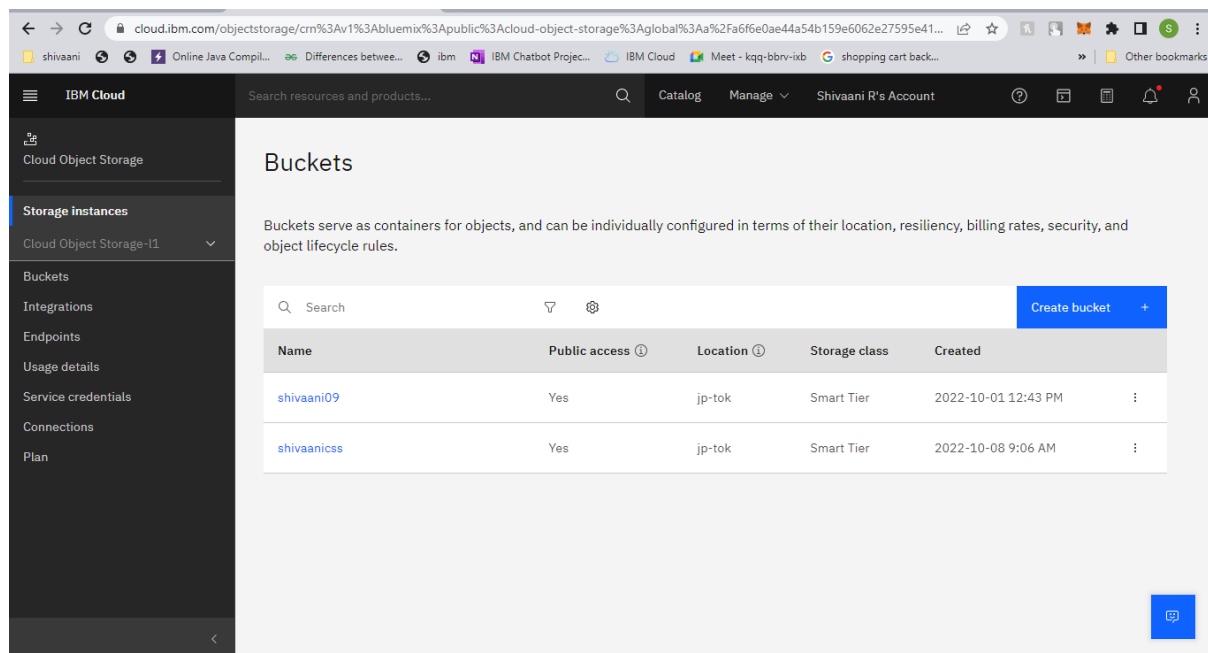 cloud.ibm.com/objectstorage/crn%3Av1%3Abluemix%3Apublic%3Acloud-object-storage%3Aglobal%3Aa%2Fa6f6e0ae44a54b159e6062e27595e41... S
shivaani Online Java Compil... Differences betwee... ibm IBM Chatbot Projec... IBM Cloud Meet - kqq-bbrv-ixb shopping cart back... » Other bookmarks
IBM Cloud Search resources and products... Catalog Manage Shivaani R's Account
Cloud Object Storage
Storage instances
Cloud Object Storage-l1
Buckets
Integrations
Endpoints
Usage details
Service credentials
Connections
Plan
Buckets
Buckets serve as containers for objects, and can be individually configured in terms of their location, resiliency, billing rates, security, and
object lifecycle rules.
Search Create bucket +
Name Public access Location Storage class Created
shivaani09 Yes jp-tok Smart Tier 2022-10-01 12:43 PM
shivaanicss Yes jp-tok Smart Tier 2022-10-08 9:06 AM